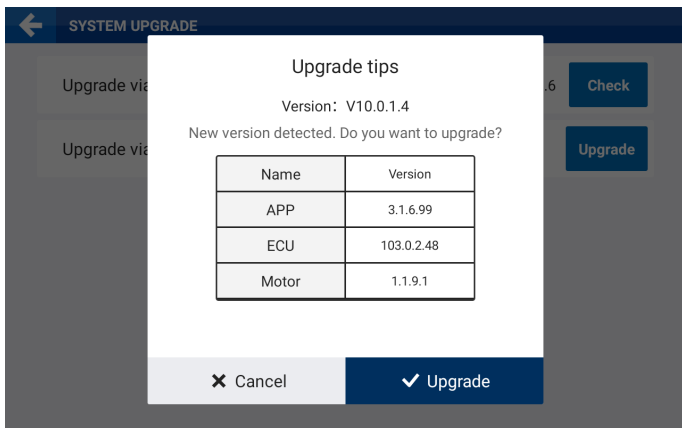 SYSTEM UPGRADE
Upgrade tips
Version: V10.0.1.4
New version detected. Do you want to upgrade?
Name Version
APP 3.1.6.99
ECU 103.0.2.48
Motor 1.1.9.1
Upgrade via .6 Check
Upgrade via Upgrade
Cancel Upgrade